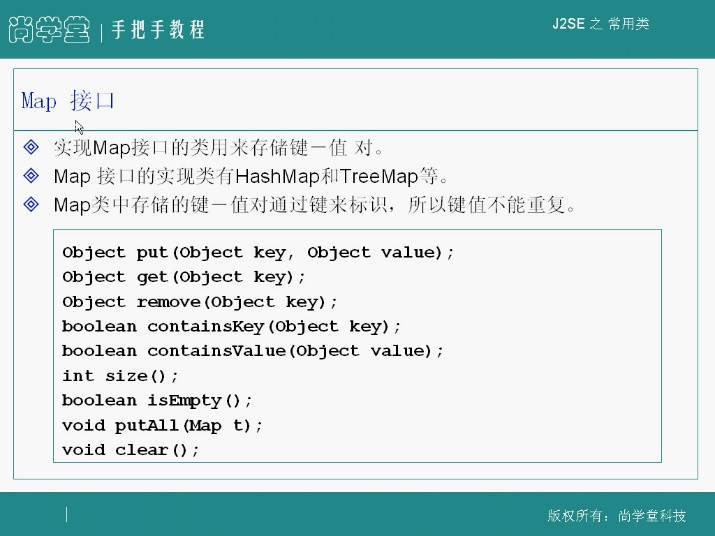 尚学堂 | 手把手教程
J2SE 之 常用类
Map 接口
实现Map接口的类用来存储键－值 对。
Map 接口的实现类有HashMap和TreeMap等。
Map类中存储的键－值对通过键来标识，所以键值不能重复。
Object put(Object key, Object value);
Object get(Object key);
Object remove(Object key);
boolean containsKey(Object key);
boolean containsValue(Object value);
int size();
boolean isEmpty();
void putAll(Map t);
void clear();
版权所有：尚学堂科技